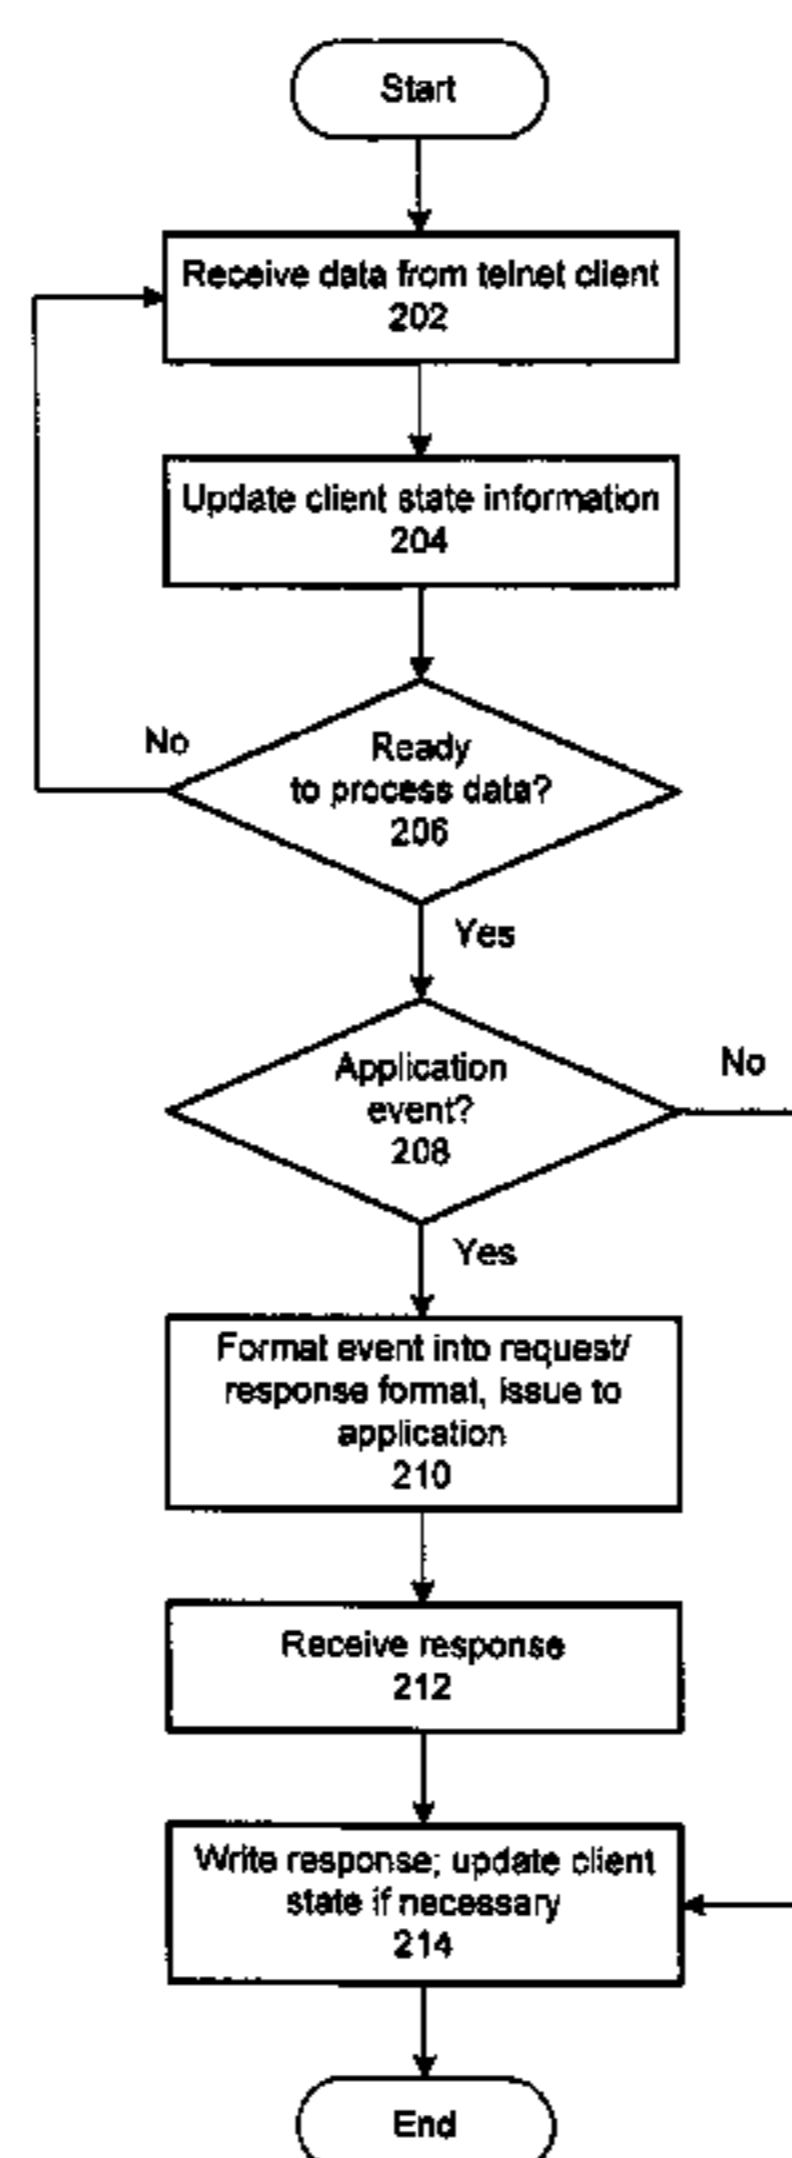 Start
Receive data from telnet client
202
Update client state information
204
No
Ready
to process data?
206
Yes
Application
event?
208
No
Yes
Format event into request/
response format, issue to
application
210
Receive response
212
Write response; update client
state if necessary
214
End